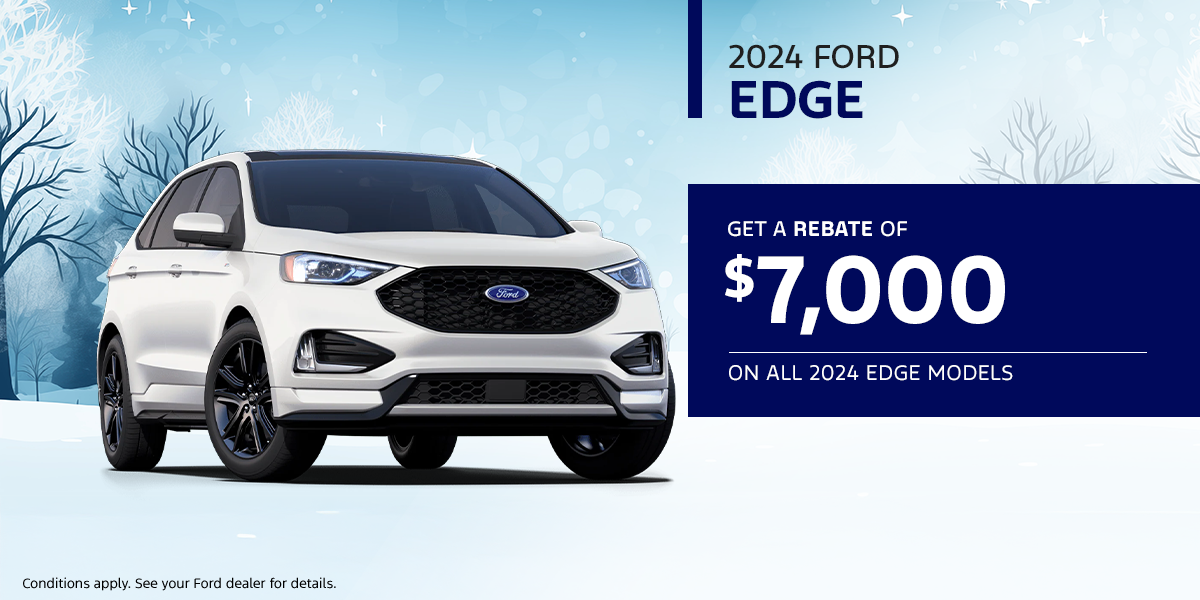 2024 FORD
EDGE
GET A REBATE OF
$7,000
ON ALL 2024 EDGE MODELS
Ford
Conditions apply. See your Ford dealer for details.